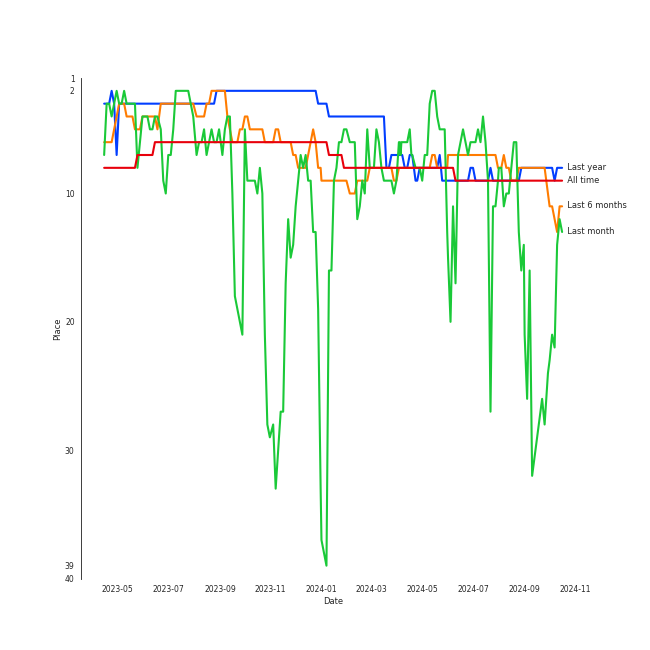 1
2
10
20
30
39
40
Place
2023-05
2023-07
2023-09
2023-11
2024-01
2024-03
2024-05
2024-07
2024-09
2024-11
Date
Last year
All time
Last 6 months
Last month